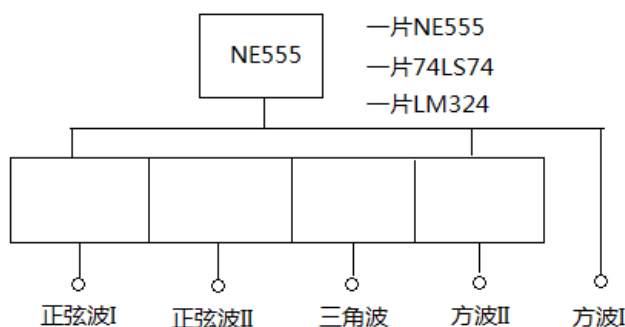 NE555
一片NE555
一片74LS74
一片LM324
正弦波Ⅰ
正弦波Ⅱ
三角波
方波Ⅱ
方波Ⅰ